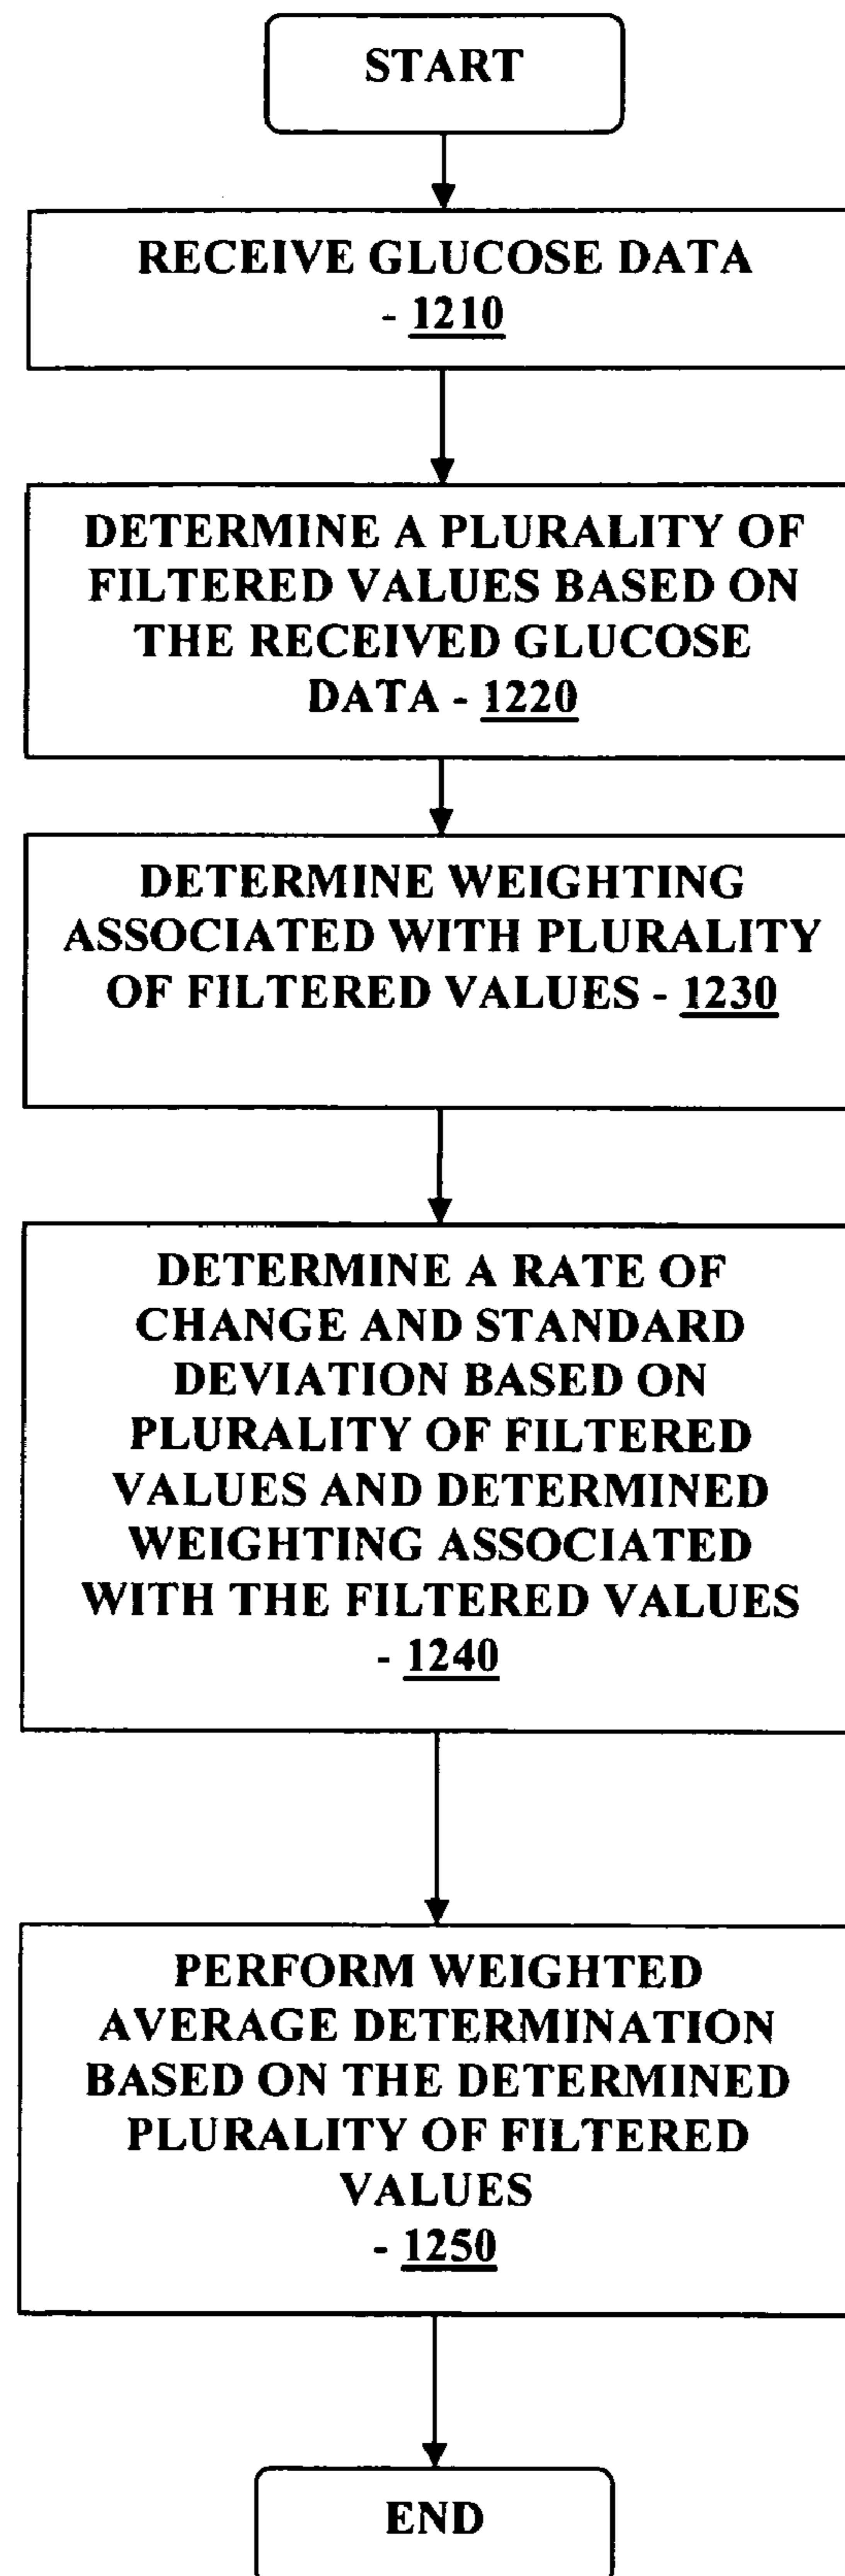 START
RECEIVE GLUCOSE DATA
- 1210
DETERMINE A PLURALITY OF
FILTERED VALUES BASED ON
THE RECEIVED GLUCOSE
DATA - 1220
DETERMINE WEIGHTING
ASSOCIATED WITH PLURALITY
OF FILTERED VALUES - 1230
DETERMINE A RATE OF
CHANGE AND STANDARD
DEVIATION BASED ON
PLURALITY OF FILTERED
VALUES AND DETERMINED
WEIGHTING ASSOCIATED
WITH THE FILTERED VALUES
- 1240
PERFORM WEIGHTED
AVERAGE DETERMINATION
BASED ON THE DETERMINED
PLURALITY OF FILTERED
VALUES
- 1250
END